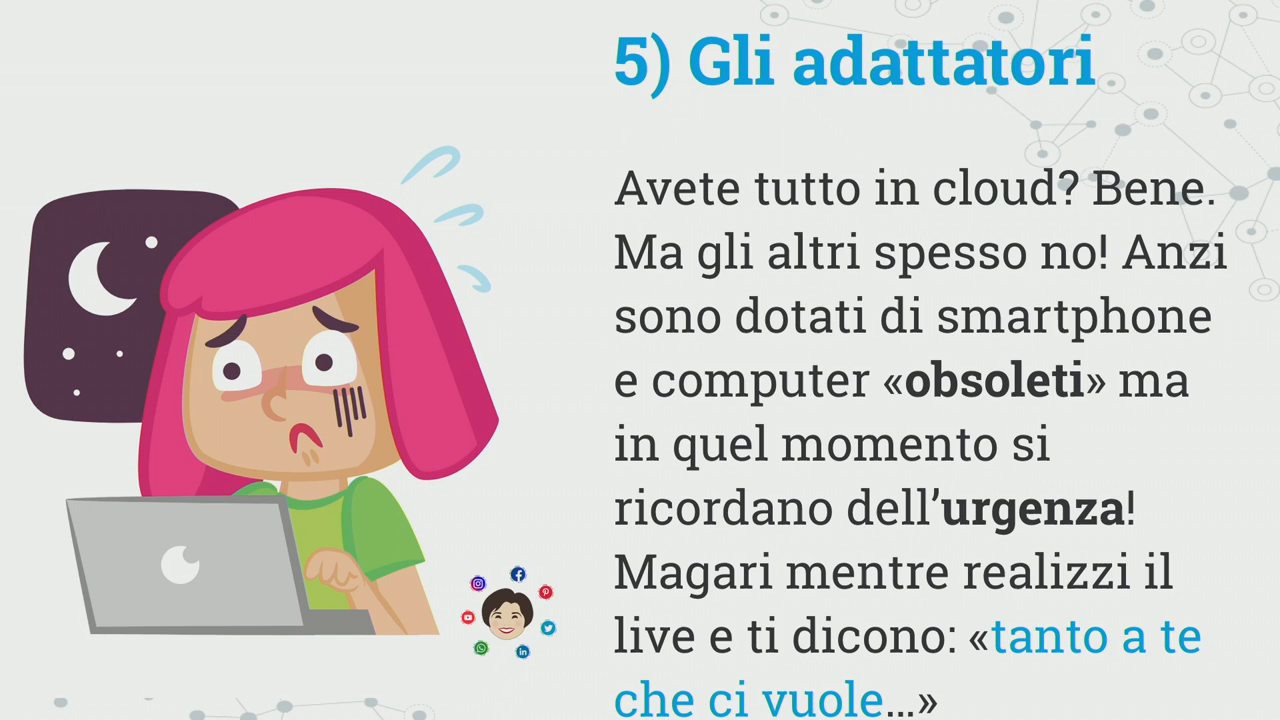 5) Gli adattatori
Avete tutto in cloud? Bene.
Ma gli altri spesso no! Anzi
sono dotati di smartphone
e computer «obsoleti» ma
in quel momento si
ricordano dell’urgenza!
Magari mentre realizzi il
live e ti dicono: «tanto a te
che ci vuole...»